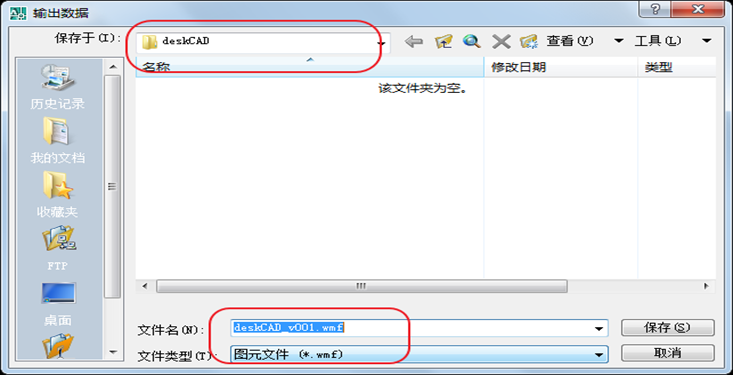 输出数据
保存于(I): deskCAD 查看(V) 工具(L)
名称 修改日期 类型
该文件夹为空。
历史记录
我的文档
收藏夹
FTP
桌面
文件名(N): deskCAD_v001.wmf 保存(S)
文件类型(T): 图元文件 (*.wmf) 取消